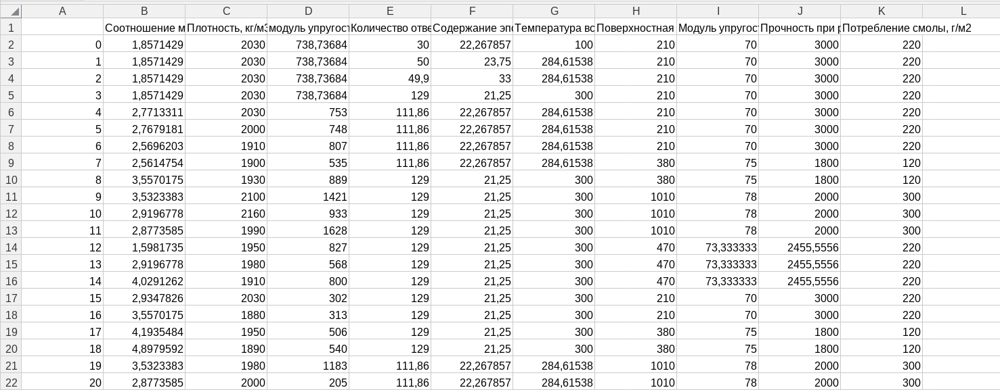 A B C D E F G H I J K L
1 Соотношение м Плотность, кг/м3 модуль упругост Количество отве Содержание эпо Температура вс Поверхностная Модуль упругост Прочность при р Потребление смолы, г/м2
2 0 1,8571429 2030 738,73684 30 22,267857 100 210 70 3000 220
3 1 1,8571429 2030 738,73684 50 23,75 284,61538 210 70 3000 220
4 2 1,8571429 2030 738,73684 49,9 33 284,61538 210 70 3000 220
5 3 1,8571429 2030 738,73684 129 21,25 300 210 70 3000 220
6 4 2,7713311 2030 753 111,86 22,267857 284,61538 210 70 3000 220
7 5 2,7679181 2000 748 111,86 22,267857 284,61538 210 70 3000 220
8 6 2,5696203 1910 807 111,86 22,267857 284,61538 210 70 3000 220
9 7 2,5614754 1900 535 111,86 22,267857 284,61538 380 75 1800 120
10 8 3,5570175 1930 889 129 21,25 300 380 75 1800 120
11 9 3,5323383 2100 1421 129 21,25 300 1010 78 2000 300
12 10 2,9196778 2160 933 129 21,25 300 1010 78 2000 300
13 11 2,8773585 1990 1628 129 21,25 300 1010 78 2000 300
14 12 1,5981735 1950 827 129 21,25 300 470 73,333333 2455,5556 220
15 13 2,9196778 1980 568 129 21,25 300 470 73,333333 2455,5556 220
16 14 4,0291262 1910 800 129 21,25 300 470 73,333333 2455,5556 220
17 15 2,9347826 2030 302 129 21,25 300 210 70 3000 220
18 16 3,5570175 1880 313 129 21,25 300 210 70 3000 220
19 17 4,1935484 1950 506 129 21,25 300 380 75 1800 120
20 18 4,8979592 1890 540 129 21,25 300 380 75 1800 120
21 19 3,5323383 1980 1183 111,86 22,267857 284,61538 1010 78 2000 300
22 20 2,8773585 2000 205 111,86 22,267857 284,61538 1010 78 2000 300